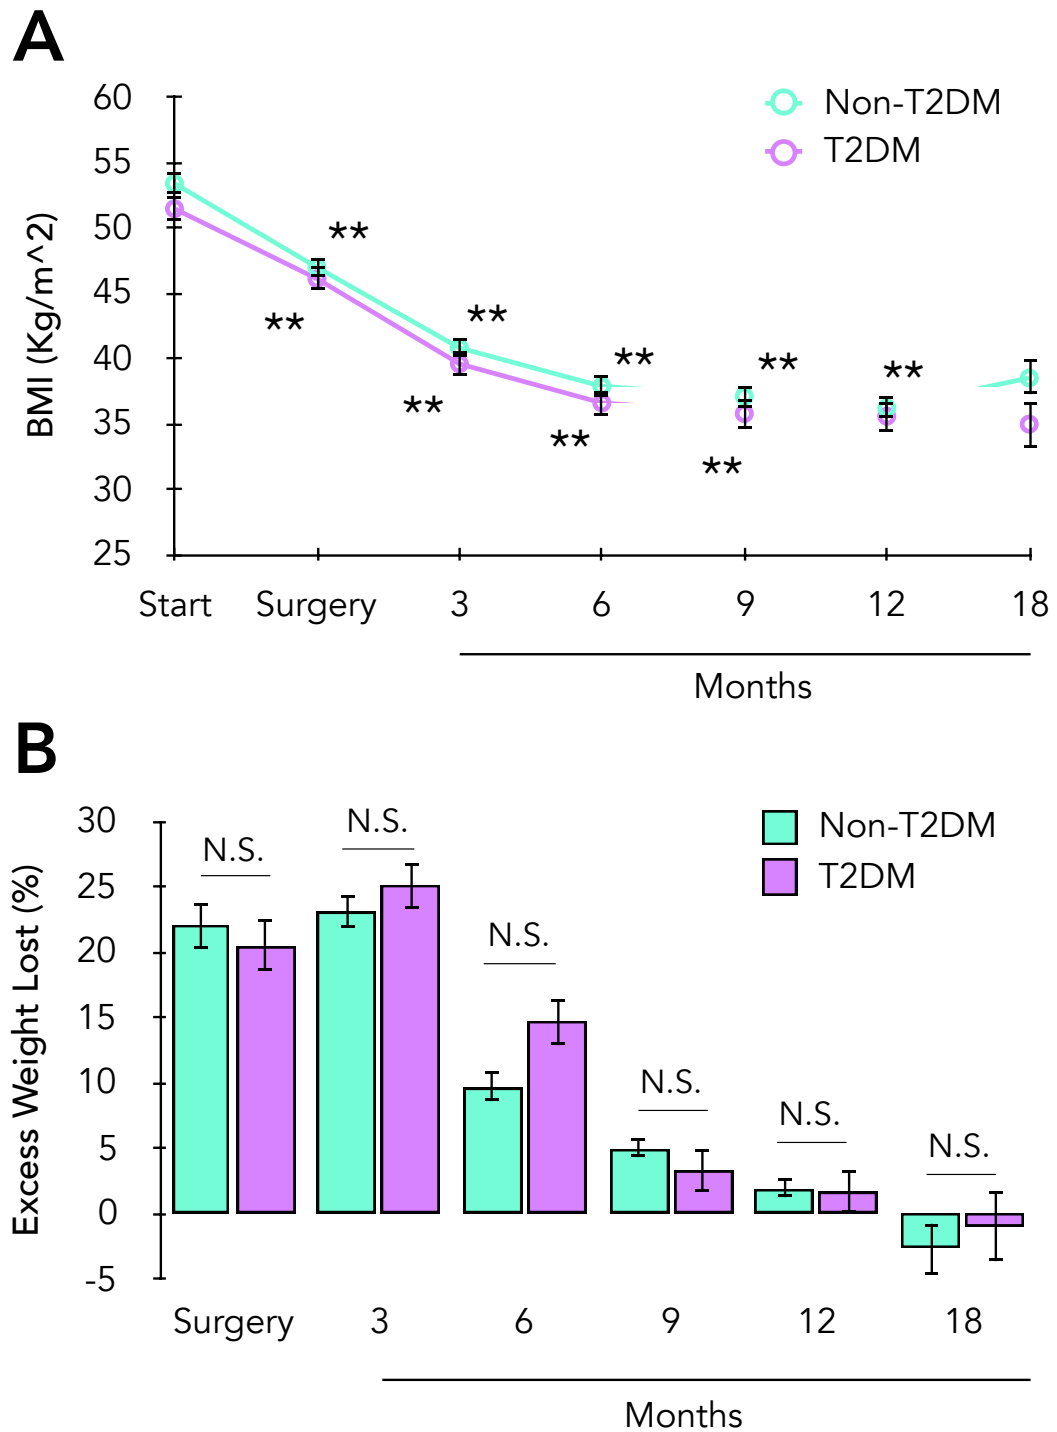 A
60
55
50
45
40
35
30
25
BMI (Kg/m^2)
Non-T2DM
T2DM
**
**
**
**
**
**
**
**
**
Start Surgery 3 6 9 12 18
Months
B
30
25
20
15
10
5
0
-5
Excess Weight Lost (%)
Non-T2DM
T2DM
N.S.
N.S.
N.S.
N.S.
N.S.
N.S.
Surgery 3 6 9 12 18
Months